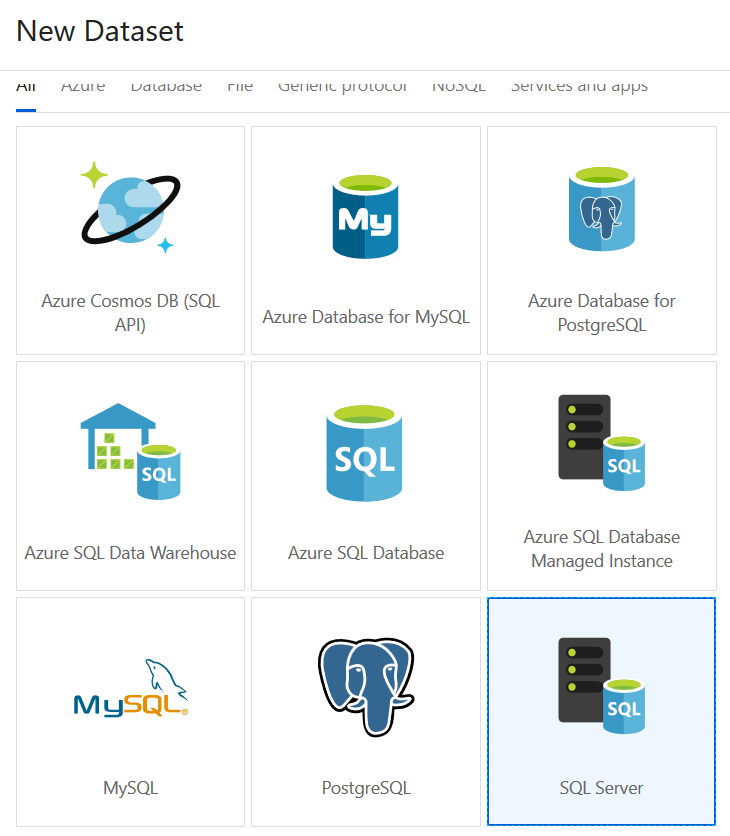 New Dataset
All Azure Database File Generic protocol NoSQL Services and apps
My
Azure Cosmos DB (SQL
API)
Azure Database for MySQL
Azure Database for
PostgreSQL
SQL
SQL
SQL
Azure SQL Data Warehouse
Azure SQL Database
Azure SQL Database
Managed Instance
MySQL®
SQL
MySQL
PostgreSQL
SQL Server